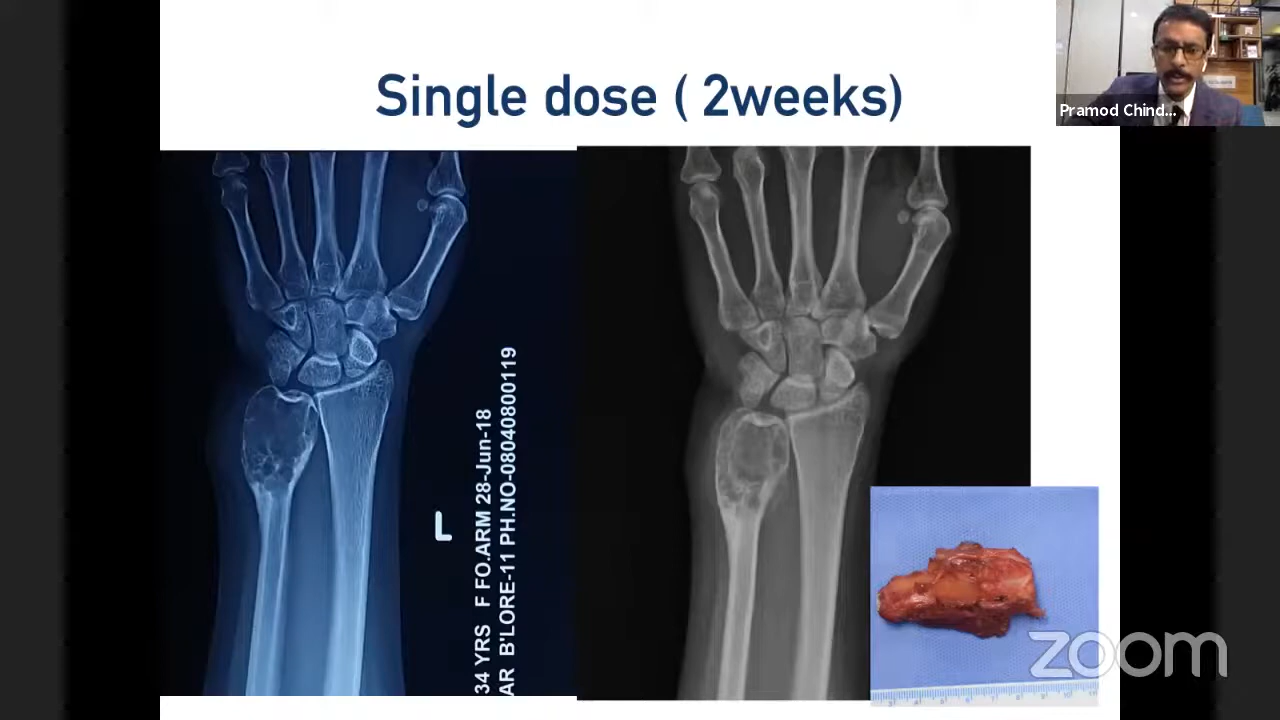 Single dose ( 2weeks)
Pramod Chind...
L
34 YRS F FO.ARM 28-Jun-18
AR B'LORE-11 PH.NO-08040800119
zoom